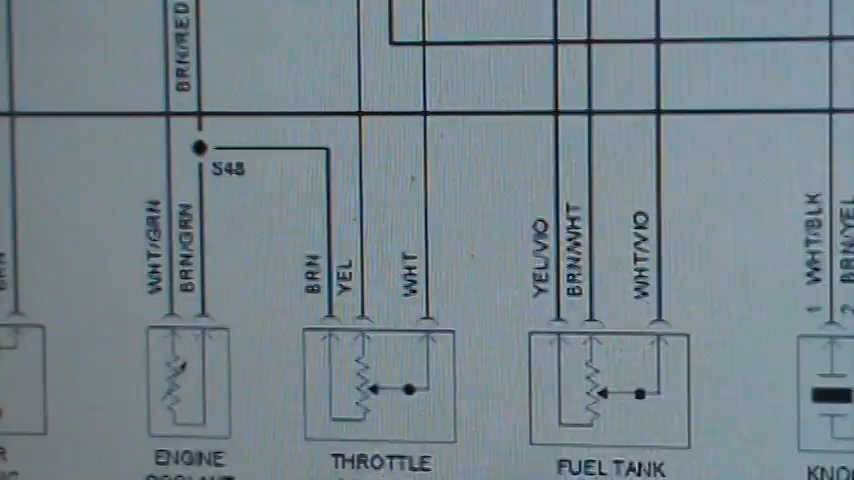 BRN/RED
S48
WHT/GRN
BRN/GRN
BRN
YEL
WHT
YEL/VIO
BRN/WHT
WHT/VIO
1 WHT/BLK
2 BRN/YEL
ENGINE
THROTTLE
FUEL TANK